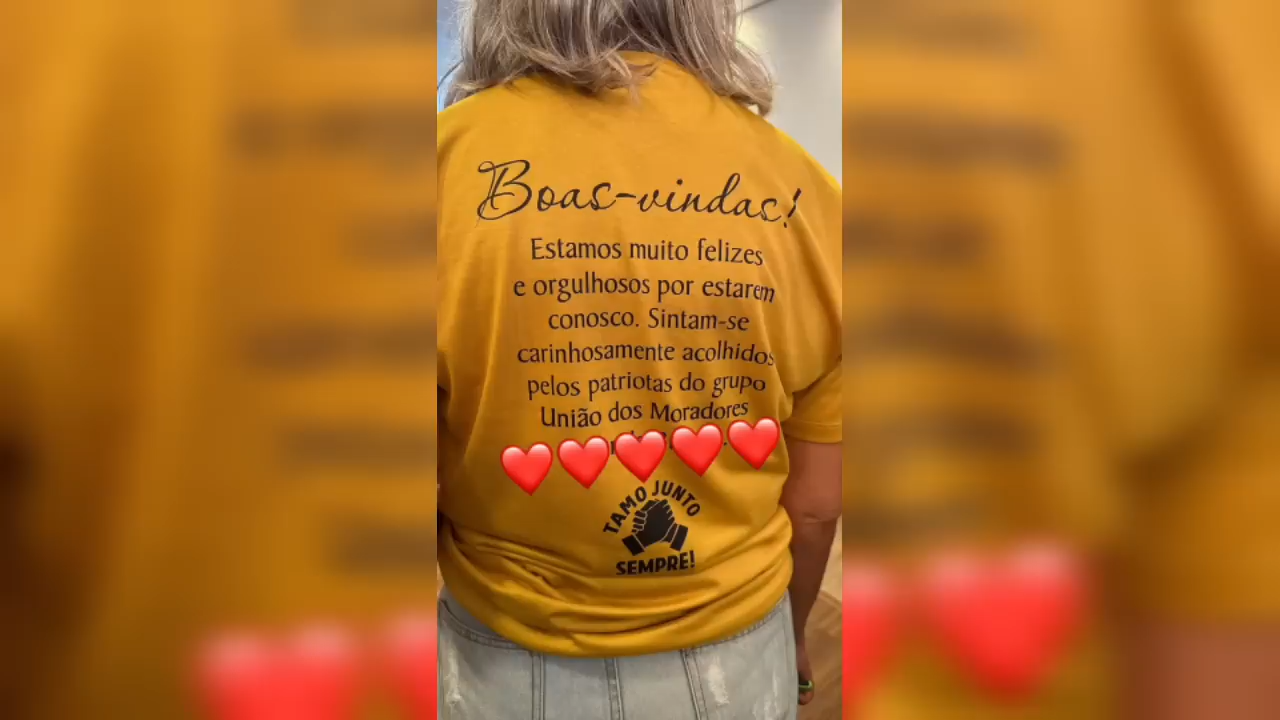 Boas-vindas!
Estamos muito felizes
e orgulhosos por estarem
conosco. Sintam-se
carinhosamente acolhidos
pelos patriotas do grupo
União dos Moradores
TAMO JUNTO
SEMPRE!